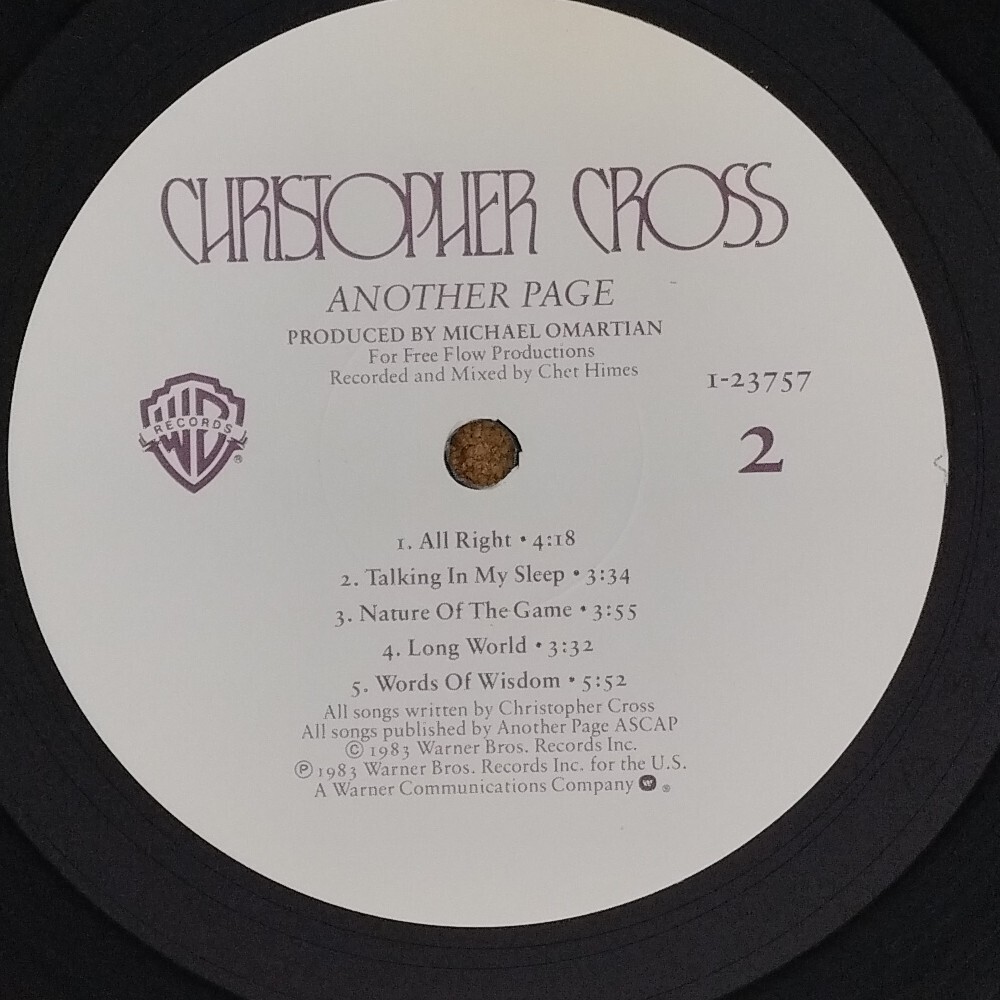 CHRISTOPHER CROSS
ANOTHER PAGE
PRODUCED BY MICHAEL OMARTIAN
For Free Flow Productions
Recorded and Mixed by Chet Himes
1-23757
WB RECORDS ®
2
1. All Right • 4:18
2. Talking In My Sleep • 3:34
3. Nature Of The Game • 3:55
4. Long World • 3:32
5. Words Of Wisdom • 5:52
All songs written by Christopher Cross
All songs published by Another Page ASCAP
© 1983 Warner Bros. Records Inc.
℗ 1983 Warner Bros. Records Inc. for the U.S.
A Warner Communications Company W ®